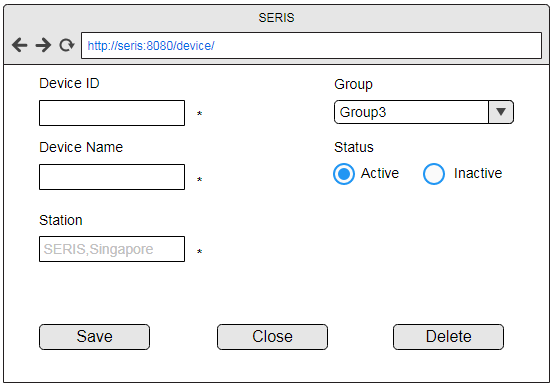 SERIS
http://seris:8080/device/
Device ID
*
Group
Group3
Device Name
*
Status
Active Inactive
Station
SERIS,Singapore *
Save Close Delete